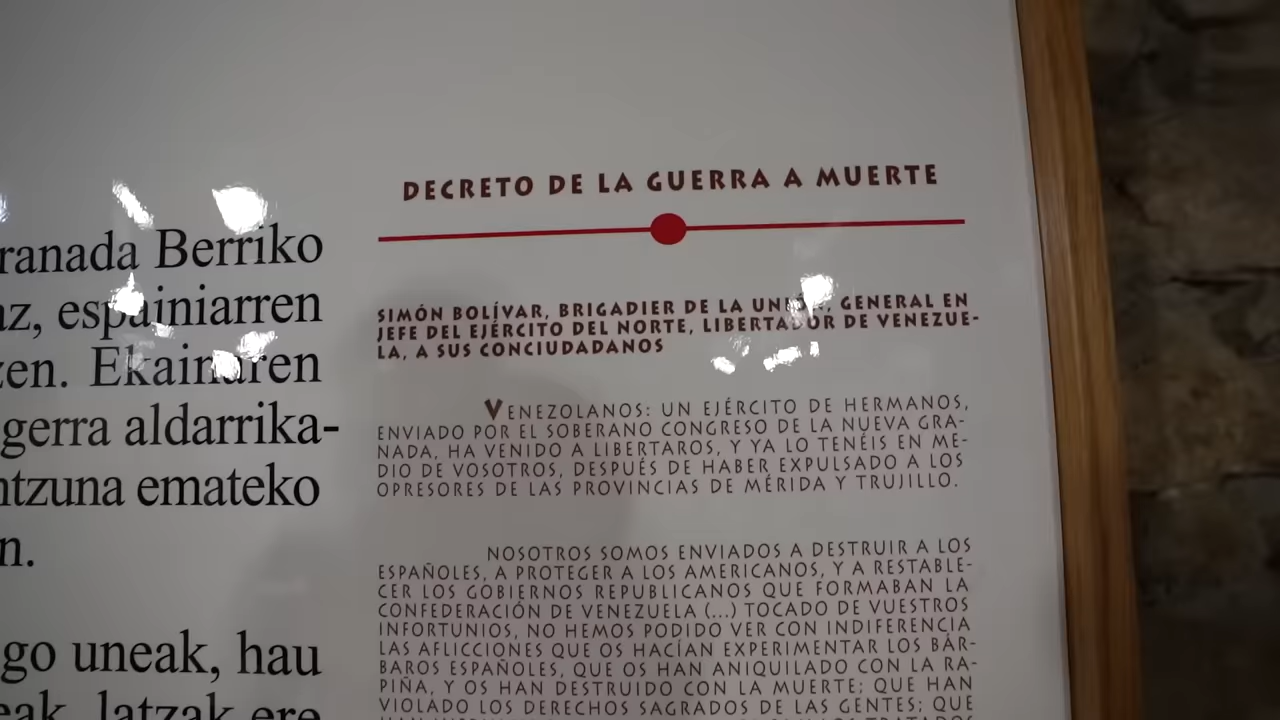 ranada Berriko
az, espainiarren
zen. Ekainaren
gerra aldarrika-
ntzuna emateko
n.
go uneak, hau
eak, latzak ere
DECRETO DE LA GUERRA A MUERTE
SIMÓN BOLÍVAR, BRIGADIER DE LA UNIÓN, GENERAL EN
JEFE DEL EJÉRCITO DEL NORTE, LIBERTADOR DE VENEZUE-
LA, A SUS CONCIUDADANOS
VENEZOLANOS: UN EJÉRCITO DE HERMANOS,
ENVIADO POR EL SOBERANO CONGRESO DE LA NUEVA GRA-
NADA, HA VENIDO A LIBERTAROS, Y YA LO TENÉIS EN ME-
DIO DE VOSOTROS, DESPUÉS DE HABER EXPULSADO A LOS
OPRESORES DE LAS PROVINCIAS DE MÉRIDA Y TRUJILLO.
NOSOTROS SOMOS ENVIADOS A DESTRUIR A LOS
ESPAÑOLES, A PROTEGER A LOS AMERICANOS, Y A RESTABLE-
CER LOS GOBIERNOS REPUBLICANOS QUE FORMABAN LA
CONFEDERACIÓN DE VENEZUELA (...) TOCADO DE VUESTROS
INFORTUNIOS, NO HEMOS PODIDO VER CON INDIFERENCIA
LAS AFLICCIONES QUE OS HACÍAN EXPERIMENTAR LOS BÁR-
BAROS ESPAÑOLES, QUE OS HAN ANIQUILADO CON LA RA-
PIÑA, Y OS HAN DESTRUIDO CON LA MUERTE; QUE HAN
VIOLADO LOS DERECHOS SAGRADOS DE LAS GENTES; QUE